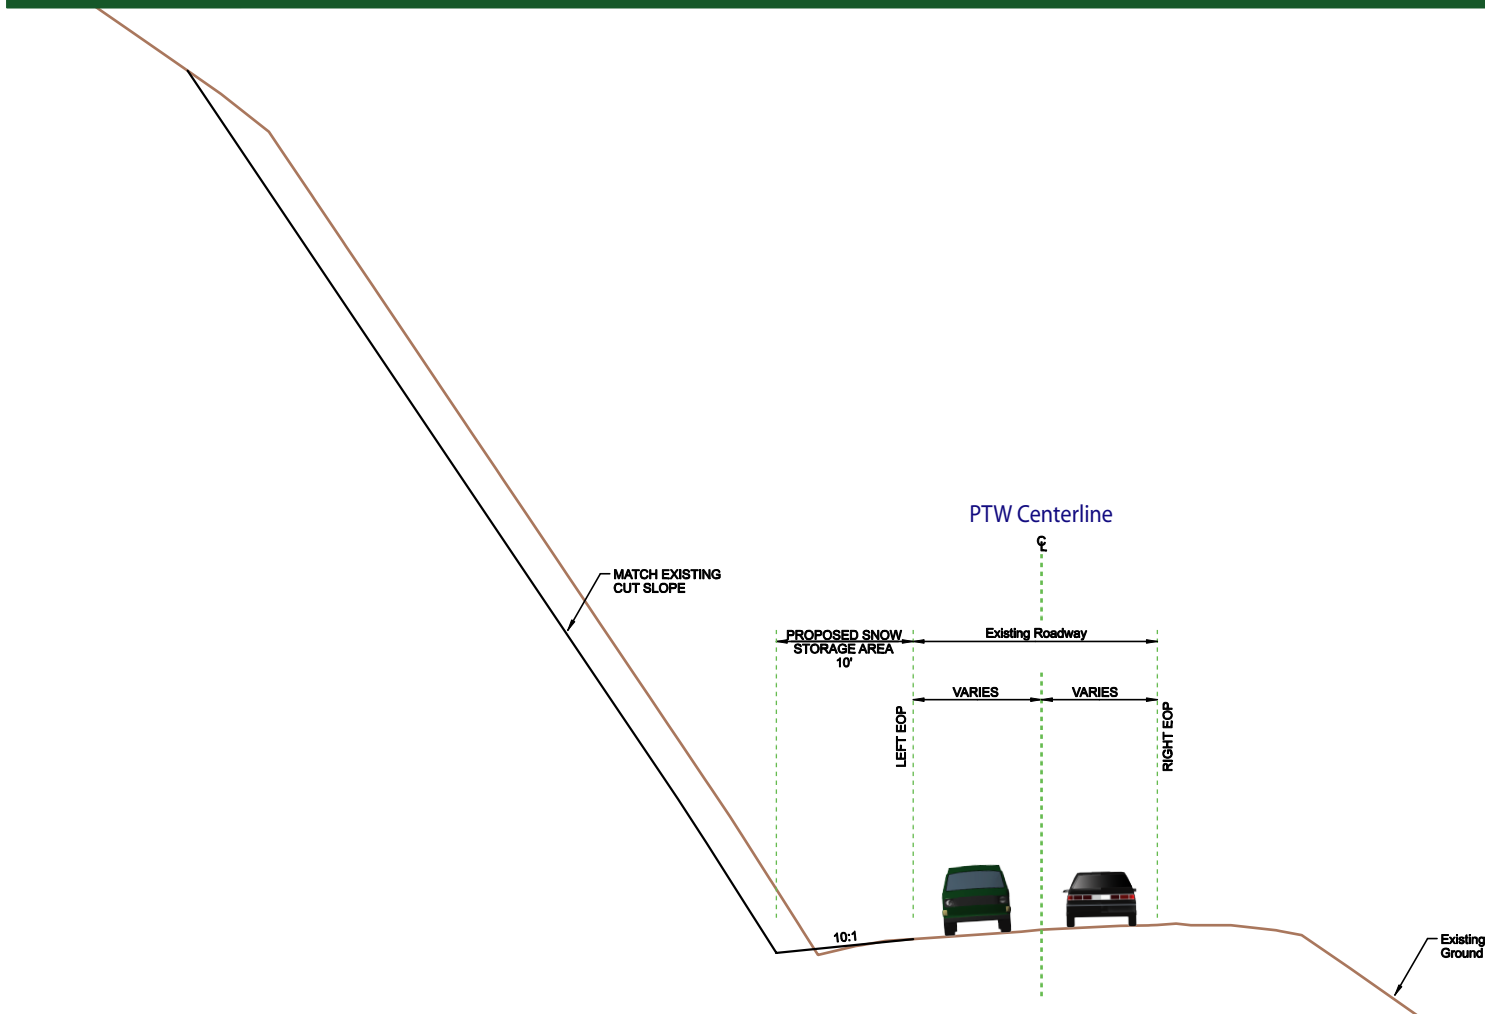 PTW Centerline
℄
MATCH EXISTING
CUT SLOPE
PROPOSED SNOW
STORAGE AREA
10'
Existing Roadway
VARIES
VARIES
LEFT EOP
RIGHT EOP
10:1
Existing
Ground